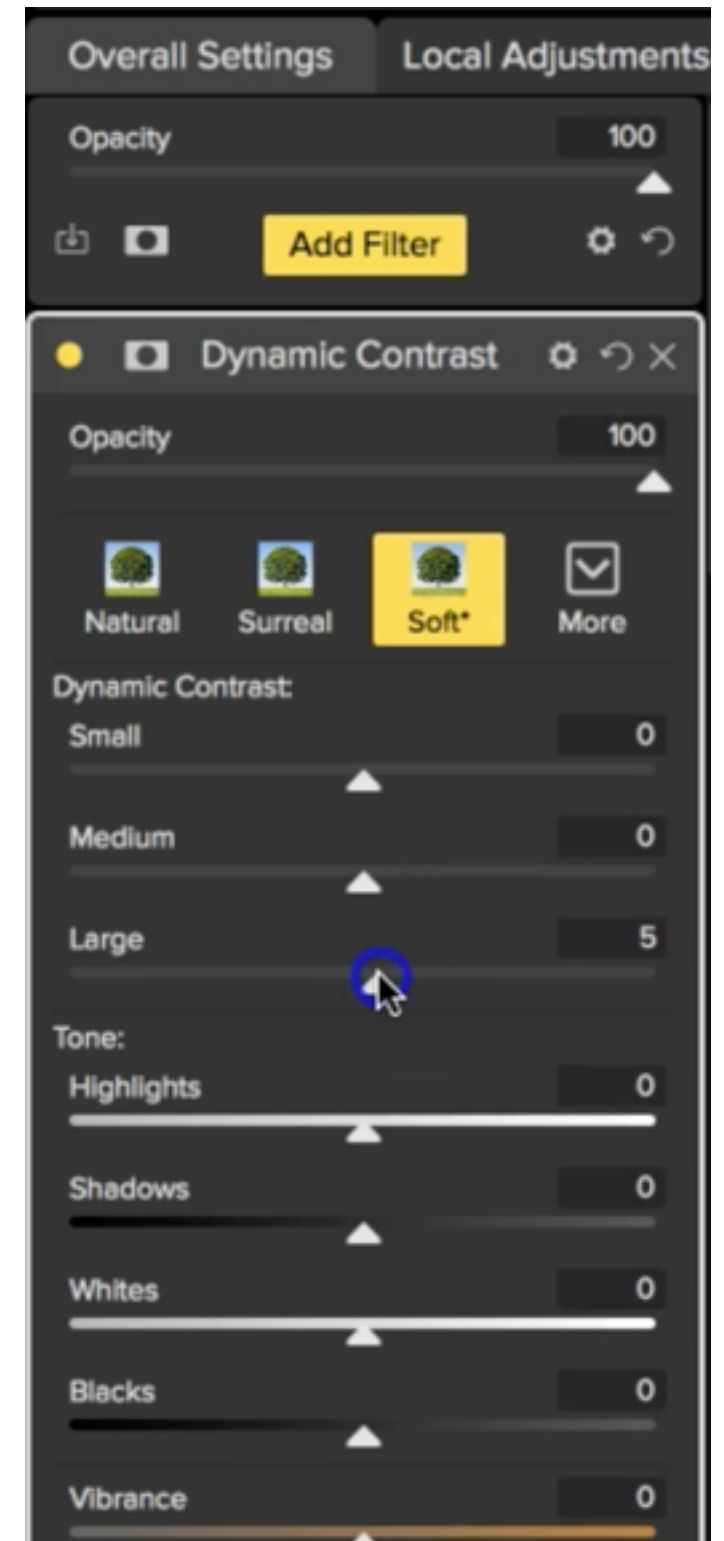 Overall Settings Local Adjustments
Opacity 100
Add Filter
Dynamic Contrast
Opacity 100
Natural Surreal Soft* More
Dynamic Contrast:
Small 0
Medium 0
Large 5
Tone:
Highlights 0
Shadows 0
Whites 0
Blacks 0
Vibrance 0